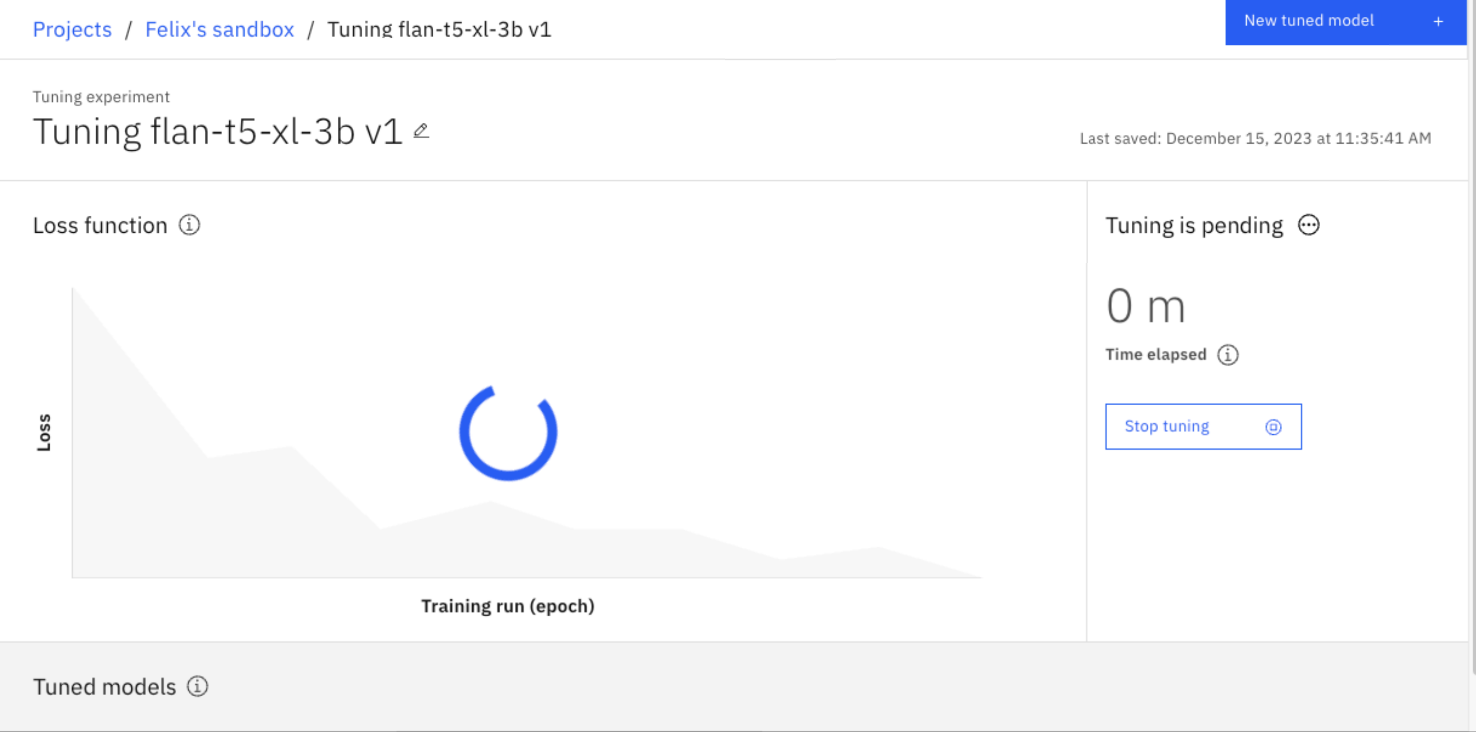 Projects / Felix's sandbox / Tuning flan-t5-xl-3b v1
New tuned model +
Tuning experiment
Tuning flan-t5-xl-3b v1
Last saved: December 15, 2023 at 11:35:41 AM
Loss function
Tuning is pending
0 m
Time elapsed
Stop tuning
Loss
Training run (epoch)
Tuned models